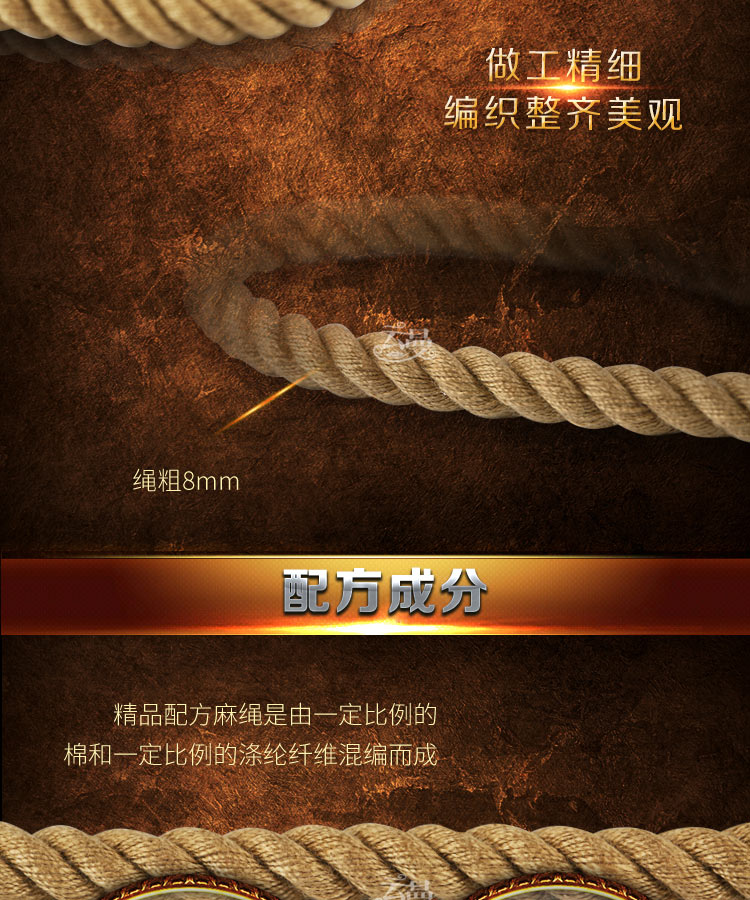 做工精细
编织整齐美观
绳粗8mm
配方成分
精品配方麻绳是由一定比例的
棉和一定比例的涤纶纤维混编而成